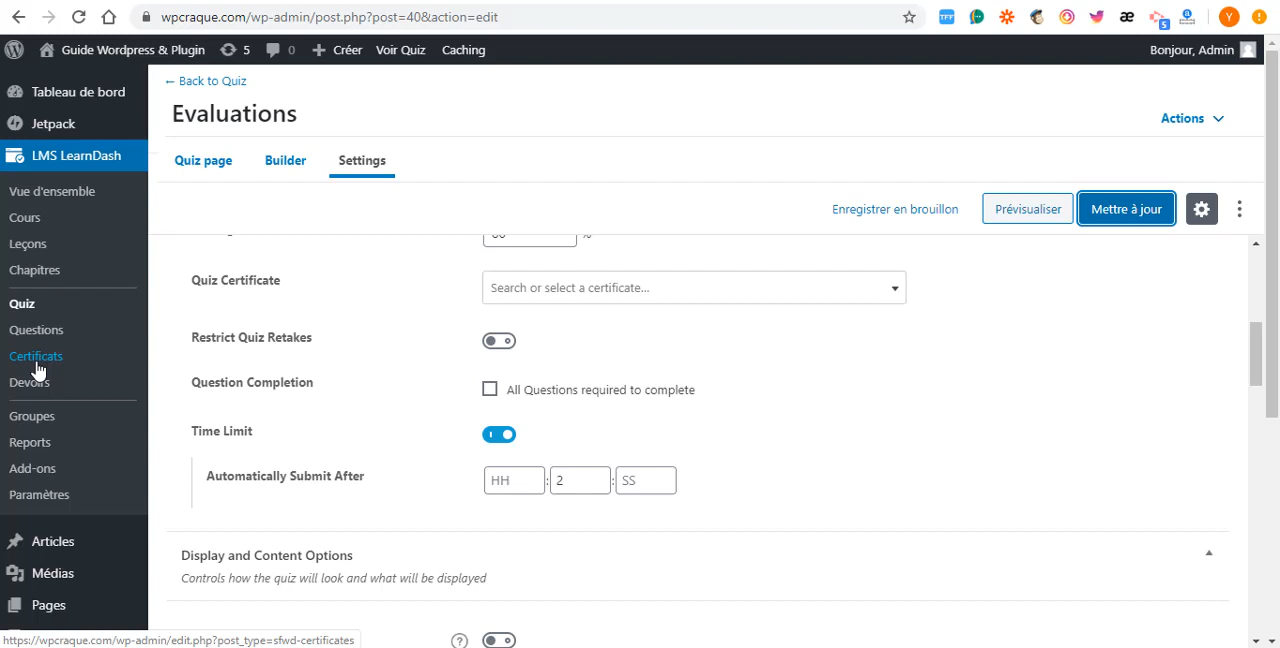 wpcraque.com/wp-admin/post.php?post=40&action=edit
TFF
æ
5
Y
Guide Wordpress & Plugin
5
0
Créer
Voir Quiz
Caching
Bonjour, Admin
Tableau de bord
Jetpack
LMS LearnDash
Vue d'ensemble
Cours
Leçons
Chapitres
Quiz
Questions
Certificats
Devoirs
Groupes
Reports
Add-ons
Paramètres
Articles
Médias
Pages
← Back to Quiz
Evaluations
Actions
Quiz page
Builder
Settings
Enregistrer en brouillon
Prévisualiser
Mettre à jour
%
Quiz Certificate
Search or select a certificate...
Restrict Quiz Retakes
Question Completion
All Questions required to complete
Time Limit
Automatically Submit After
HH : 2 : SS
Display and Content Options
Controls how the quiz will look and what will be displayed
?
https://wpcraque.com/wp-admin/edit.php?post_type=sfwd-certificates